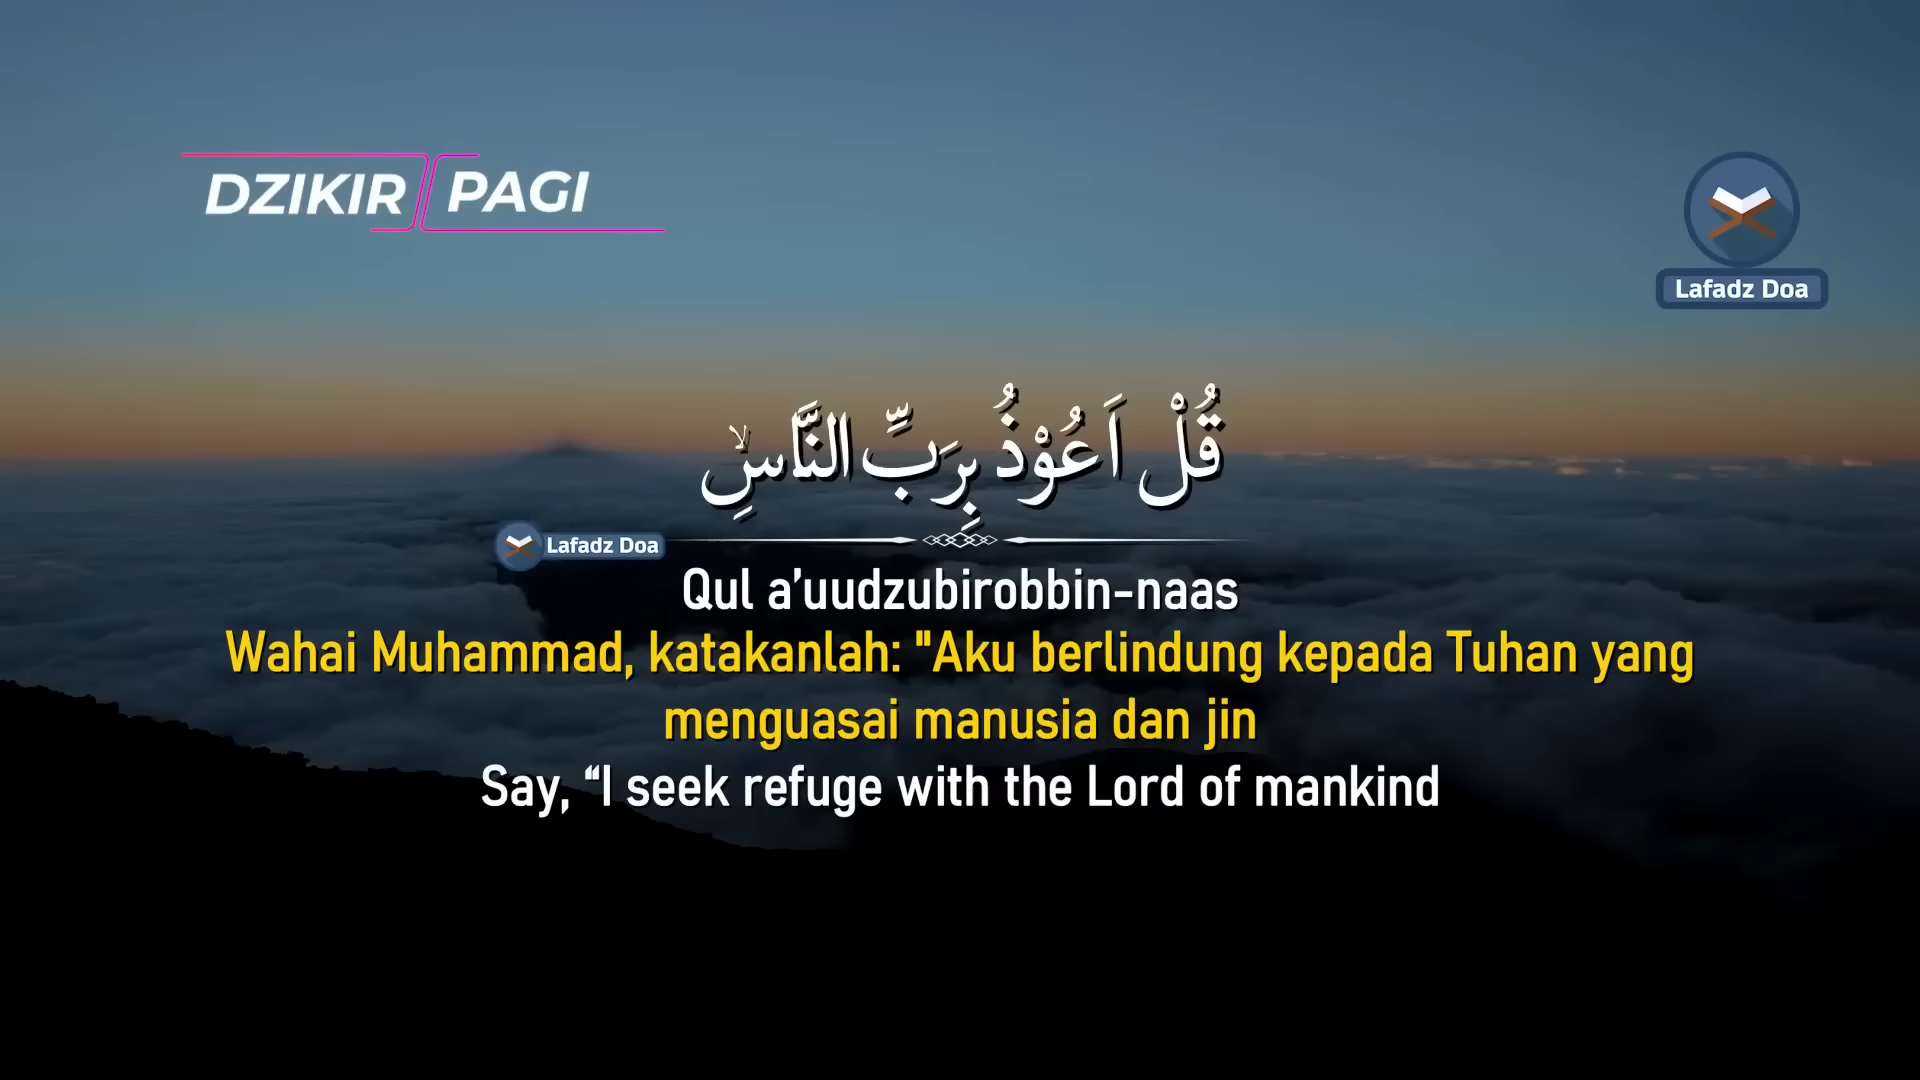 DZIKIR PAGI
Lafadz Doa
قُلْ اَعُوْذُ بِرَبِّ النَّاسِۙ
Lafadz Doa
Qul a’uudzubirobbin-naas
Wahai Muhammad, katakanlah: "Aku berlindung kepada Tuhan yang
menguasai manusia dan jin
Say, “I seek refuge with the Lord of mankind